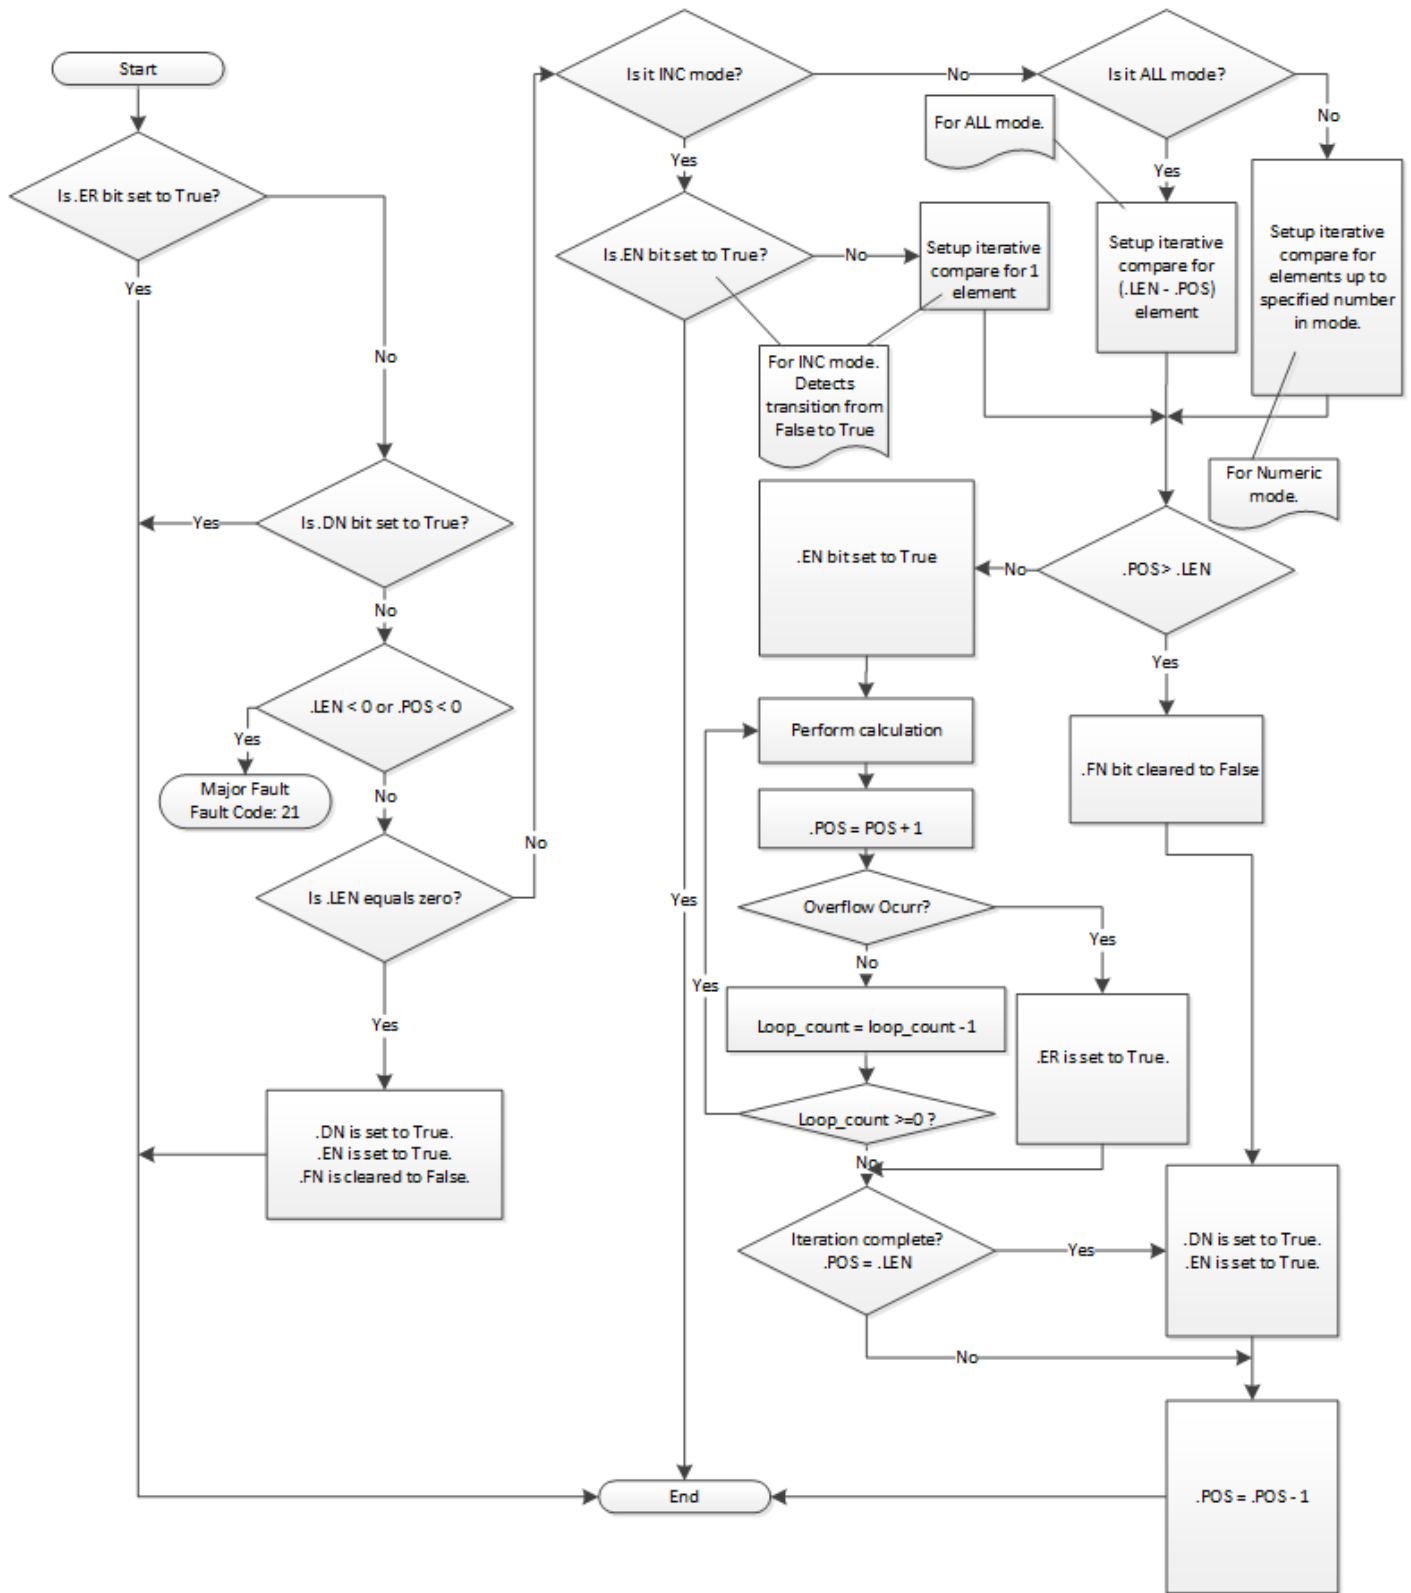 Start
Is .ER bit set to True?
Yes
No
Is .DN bit set to True?
Yes
No
.LEN < 0 or .POS < 0
Yes
Major Fault
Fault Code: 21
No
Is .LEN equals zero?
No
Yes
.DN is set to True.
.EN is set to True.
.FN is cleared to False.
Is it INC mode?
No
Yes
Is .EN bit set to True?
No
Yes
Setup iterative
compare for 1
element
For INC mode.
Detects
transition from
False to True
Is it ALL mode?
No
Yes
For ALL mode.
Setup iterative
compare for
(.LEN - .POS)
element
Setup iterative
compare for
elements up to
specified number
in mode.
For Numeric
mode.
.POS > .LEN
No
Yes
.EN bit set to True
Perform calculation
.POS = POS + 1
Overflow Ocurr?
Yes
No
Loop_count = loop_count -1
Loop_count >=0 ?
Yes
No
.ER is set to True.
.FN bit cleared to False
Iteration complete?
.POS = .LEN
Yes
No
.DN is set to True.
.EN is set to True.
.POS = .POS - 1
End